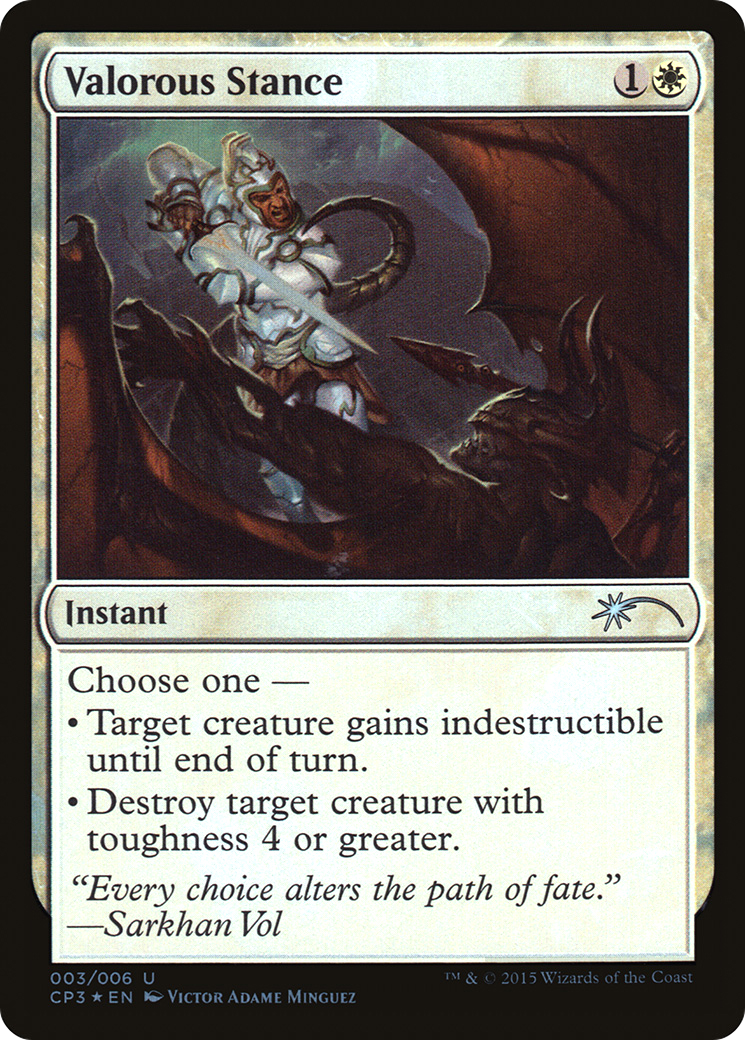 Valorous Stance 1
Instant
Choose one —
• Target creature gains indestructible
until end of turn.
• Destroy target creature with
toughness 4 or greater.
“Every choice alters the path of fate.”
—Sarkhan Vol
003/006 U
CP3 ★ EN Victor Adame Minguez
™ & © 2015 Wizards of the Coast